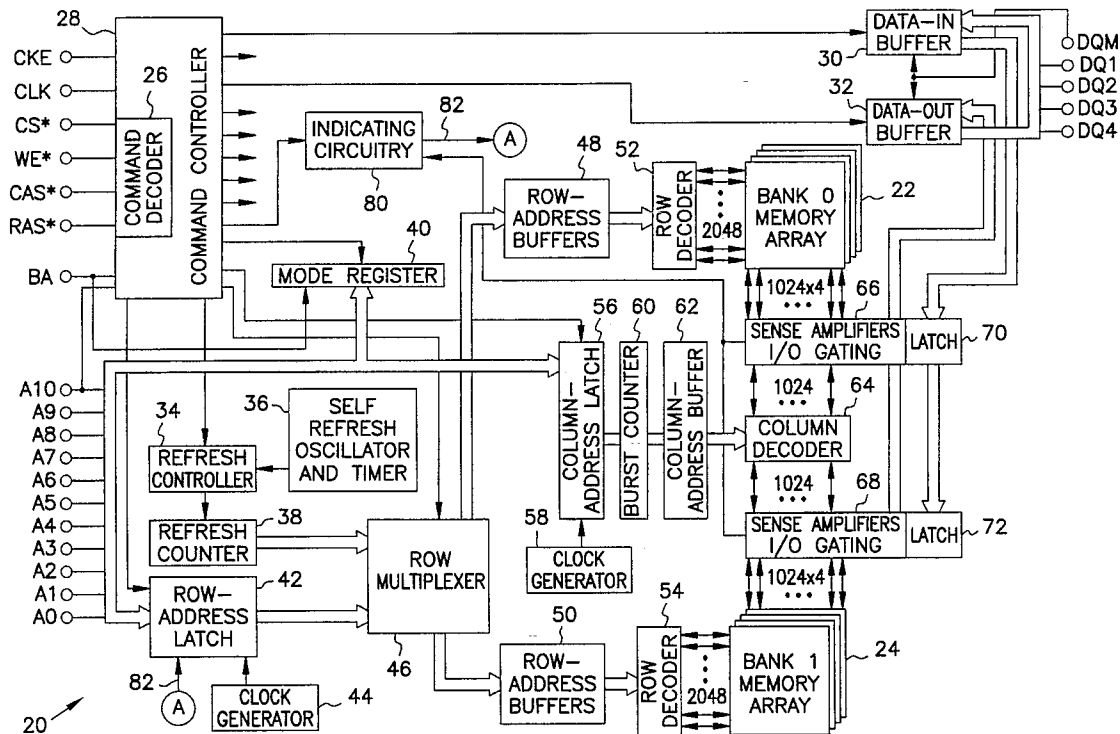 28
CKE
CLK
CS*
WE*
CAS*
RAS*
BA
26
COMMAND
DECODER
COMMAND CONTROLLER
INDICATING
CIRCUITRY
80
82
A
40
MODE REGISTER
DATA-IN
BUFFER
30
32
DATA-OUT
BUFFER
DQM
DQ1
DQ2
DQ3
DQ4
48
ROW-
ADDRESS
BUFFERS
52
ROW
DECODER
2048
BANK 0
MEMORY
ARRAY
22
1024x4
66
SENSE AMPLIFIERS
I/O GATING
LATCH
70
1024
64
COLUMN
DECODER
1024
68
SENSE AMPLIFIERS
I/O GATING
LATCH
72
1024x4
56
COLUMN-
ADDRESS LATCH
60
BURST COUNTER
62
COLUMN-
ADDRESS BUFFER
58
CLOCK
GENERATOR
A10
A9
A8
A7
A6
A5
A4
A3
A2
A1
A0
34
REFRESH
CONTROLLER
36
SELF
REFRESH
OSCILLATOR
AND TIMER
38
REFRESH
COUNTER
42
ROW-
ADDRESS
LATCH
ROW
MULTIPLEXER
46
82
A
CLOCK
GENERATOR
44
50
ROW-
ADDRESS
BUFFERS
54
ROW
DECODER
2048
BANK 1
MEMORY
ARRAY
24
20